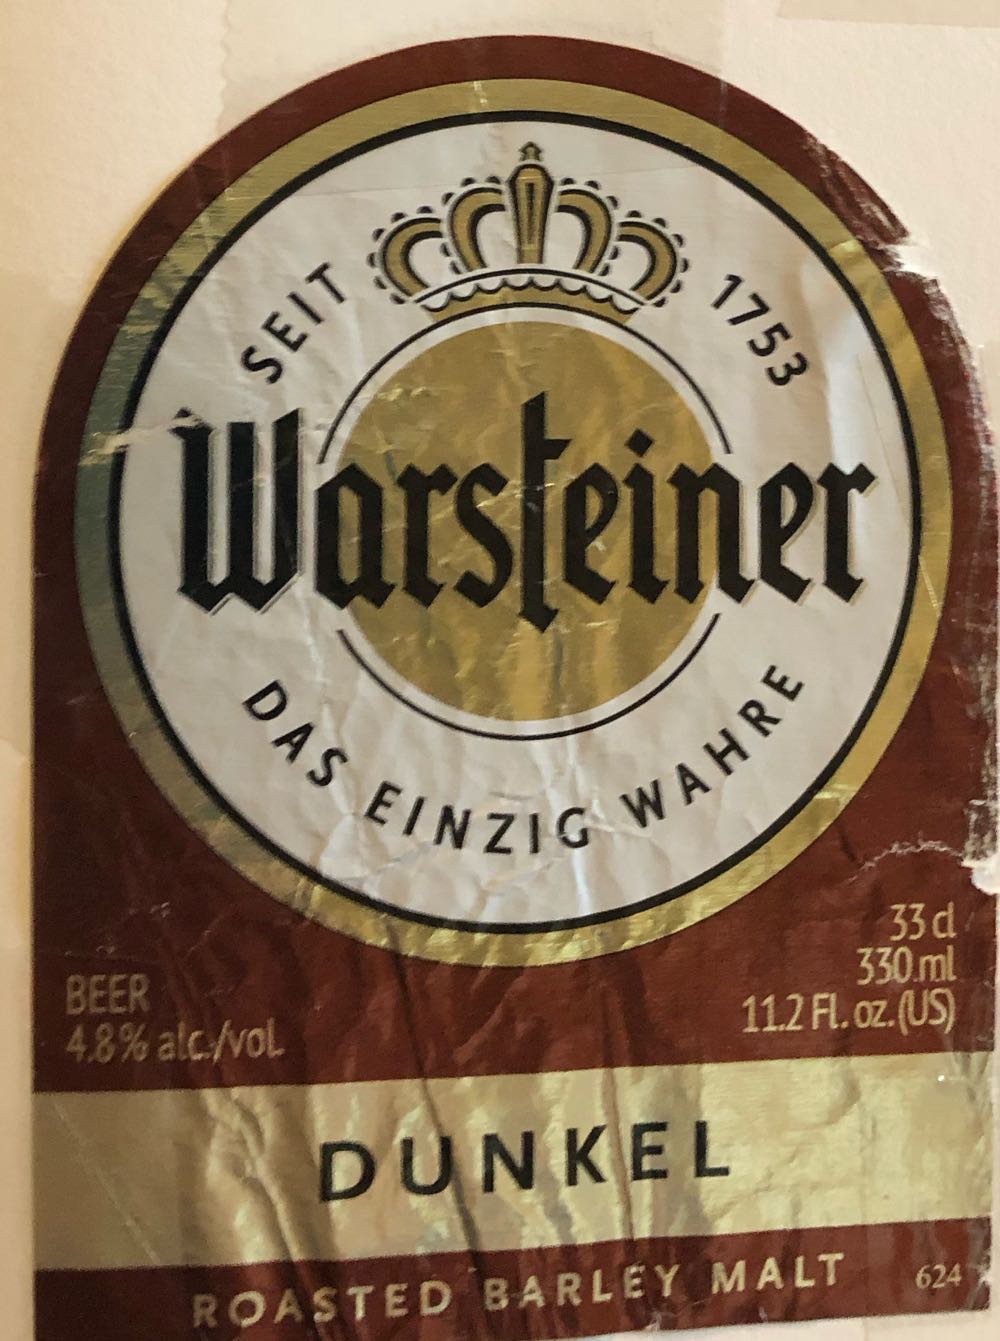 SEIT 1753
Warsteiner
DAS EINZIG WAHRE
BEER
4.8% alc./vol.
33 cl
330 ml
11.2 Fl. oz. (US)
DUNKEL
ROASTED BARLEY MALT
624